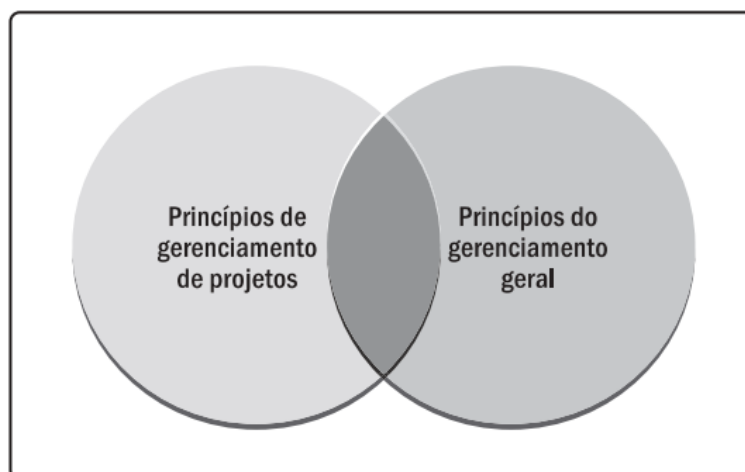 Princípios de
gerenciamento
de projetos
Princípios do
gerenciamento
geral